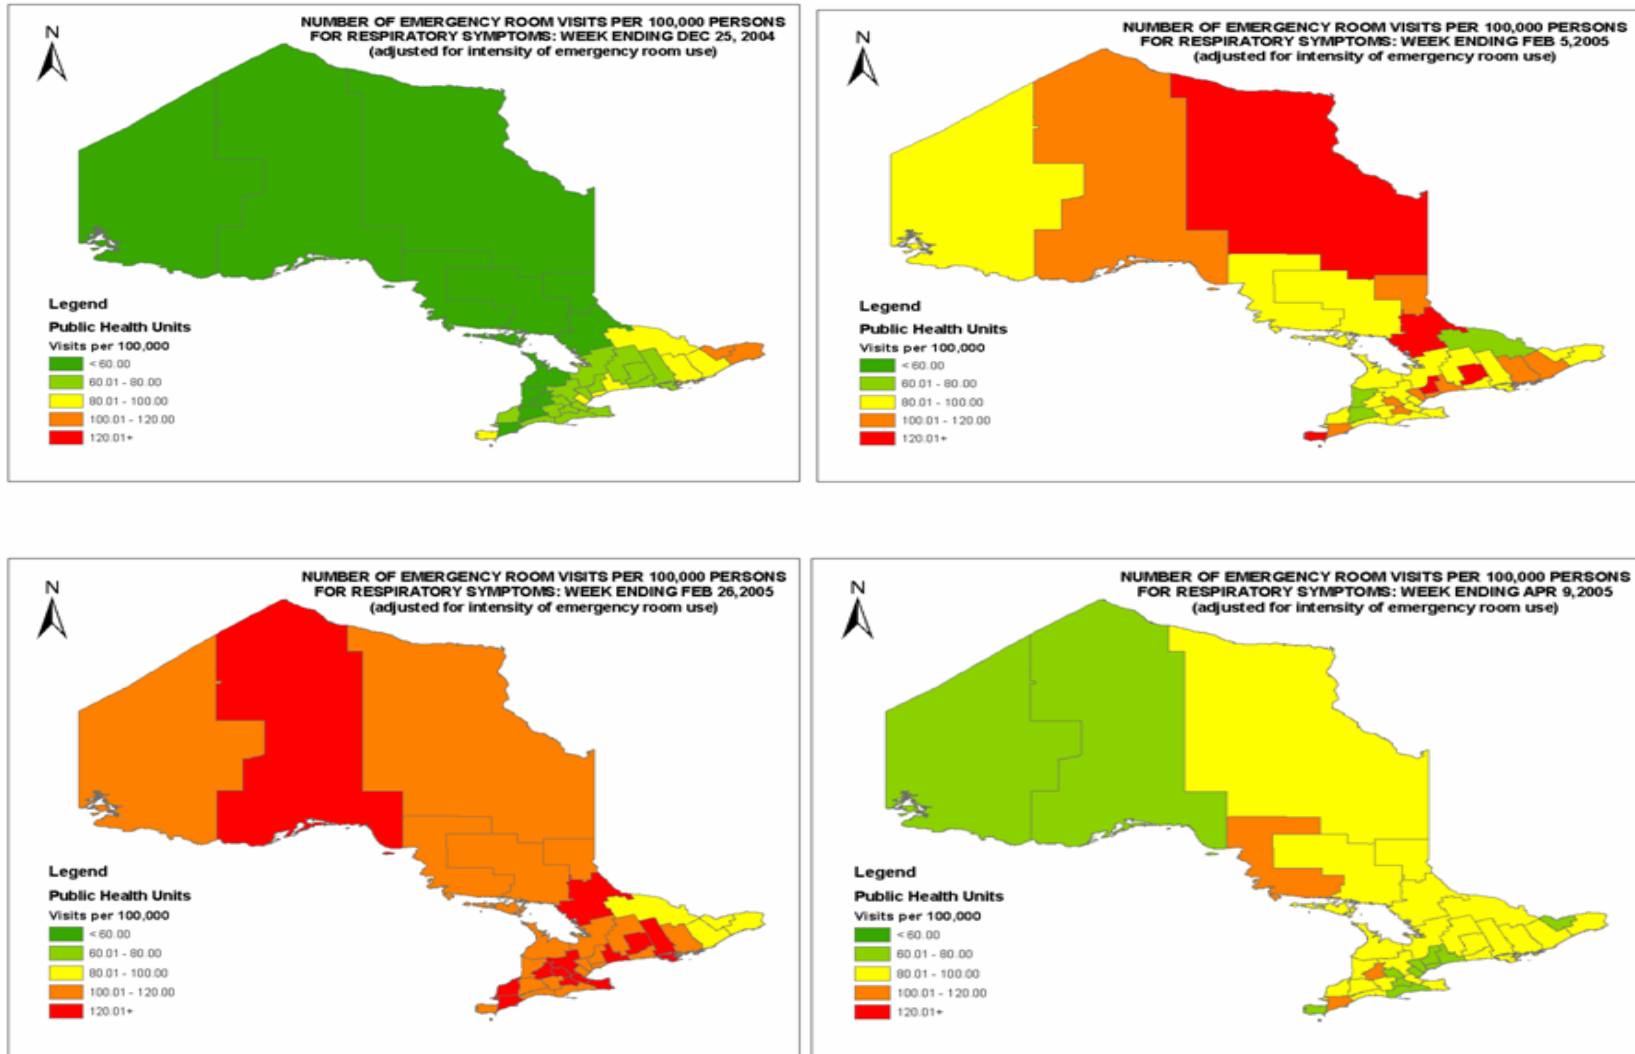 N
NUMBER OF EMERGENCY ROOM VISITS PER 100,000 PERSONS
FOR RESPIRATORY SYMPTOMS: WEEK ENDING DEC 25, 2004
(adjusted for intensity of emergency room use)
Legend
Public Health Units
Visits per 100,000
< 60.00
60.01 - 80.00
80.01 - 100.00
100.01 - 120.00
120.01+
N
NUMBER OF EMERGENCY ROOM VISITS PER 100,000 PERSONS
FOR RESPIRATORY SYMPTOMS: WEEK ENDING FEB 5,2005
(adjusted for intensity of emergency room use)
Legend
Public Health Units
Visits per 100,000
< 60.00
60.01 - 80.00
80.01 - 100.00
100.01 - 120.00
120.01+
N
NUMBER OF EMERGENCY ROOM VISITS PER 100,000 PERSONS
FOR RESPIRATORY SYMPTOMS: WEEK ENDING FEB 26,2005
(adjusted for intensity of emergency room use)
Legend
Public Health Units
Visits per 100,000
< 60.00
60.01 - 80.00
80.01 - 100.00
100.01 - 120.00
120.01+
N
NUMBER OF EMERGENCY ROOM VISITS PER 100,000 PERSONS
FOR RESPIRATORY SYMPTOMS: WEEK ENDING APR 9,2005
(adjusted for intensity of emergency room use)
Legend
Public Health Units
Visits per 100,000
< 60.00
60.01 - 80.00
80.01 - 100.00
100.01 - 120.00
120.01+